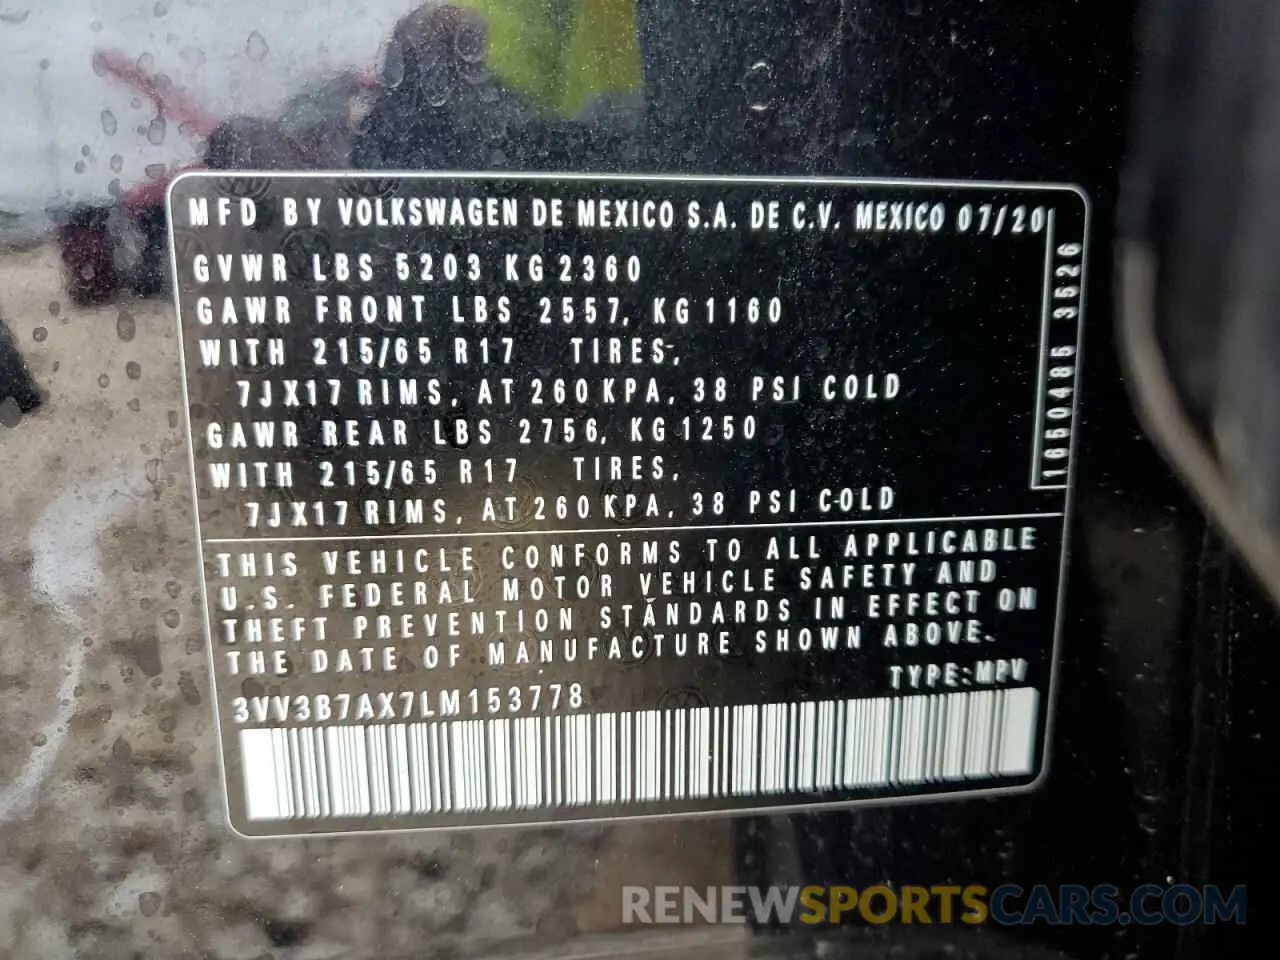 MFD BY VOLKSWAGEN DE MEXICO S.A. DE C.V. MEXICO 07/20
GVWR LBS 5203 KG 2360
GAWR FRONT LBS 2557, KG 1160
WITH 215/65 R17 TIRES,
7JX17 RIMS, AT 260 KPA, 38 PSI COLD
GAWR REAR LBS 2756, KG 1250
WITH 215/65 R17 TIRES,
7JX17 RIMS, AT 260 KPA, 38 PSI COLD
1650485 3526
THIS VEHICLE CONFORMS TO ALL APPLICABLE
U.S. FEDERAL MOTOR VEHICLE SAFETY AND
THEFT PREVENTION STANDARDS IN EFFECT ON
THE DATE OF MANUFACTURE SHOWN ABOVE.
TYPE: MPV
3VV3B7AX7LM153778
RENEWSPORTSCARS.COM